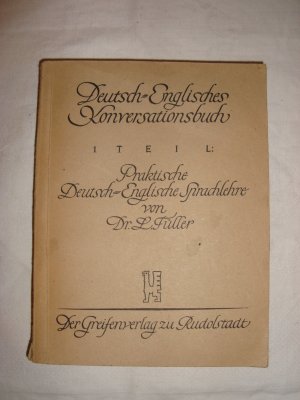 Deutsch=Englisches
Konversationsbuch
I TEIL:
Praktische
Deutsch=Englische Sprachlehre
von
Dr. L. Fuller
Der Greifenverlag zu Rudolstadt